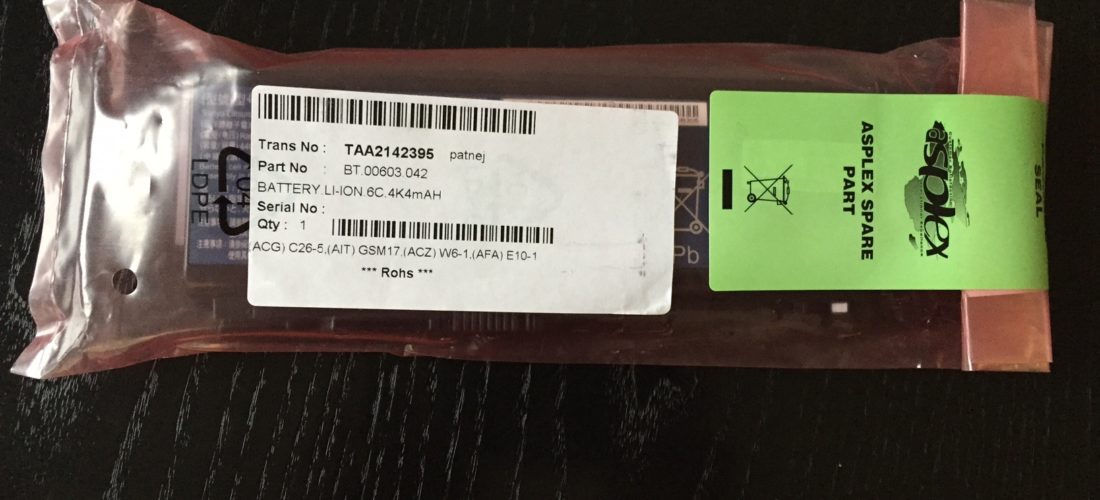 Trans No : TAA2142395 patnej
Part No : BT.00603.042
BATTERY.LI-ION.6C.4K4mAH
Serial No :
Qty : 1
(ACG) C26-5,(AIT) GSM17,(ACZ) W6-1,(AFA) E10-1
*** Rohs ***
04
LDPE
Pb
ASPLEX SPARE
PART
asplex
SEAL